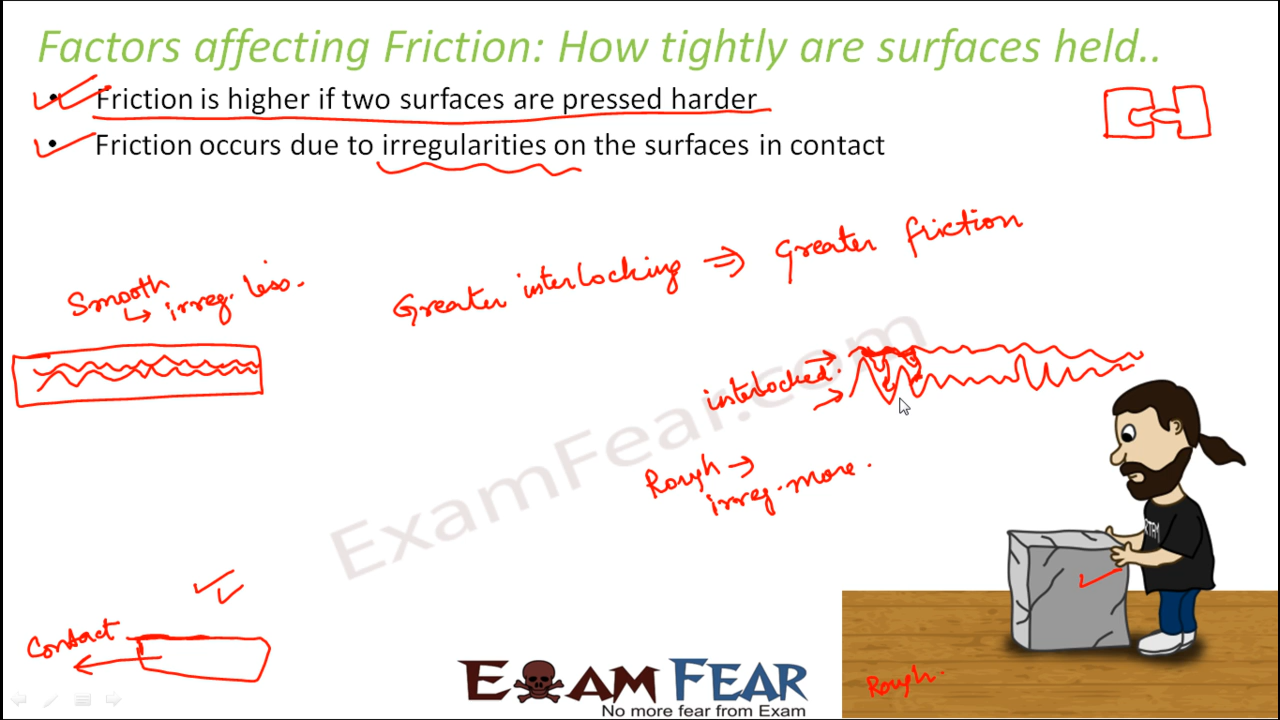 Factors affecting Friction: How tightly are surfaces held..
• Friction is higher if two surfaces are pressed harder
• Friction occurs due to irregularities on the surfaces in contact
Greater interlocking ⇒ Greater friction
Smooth
↳ irreg. less.
interlocked.
Rough →
irreg. more.
ExamFear.com
Contact
Rough.
RTAM
EXAM FEAR
No more fear from Exam